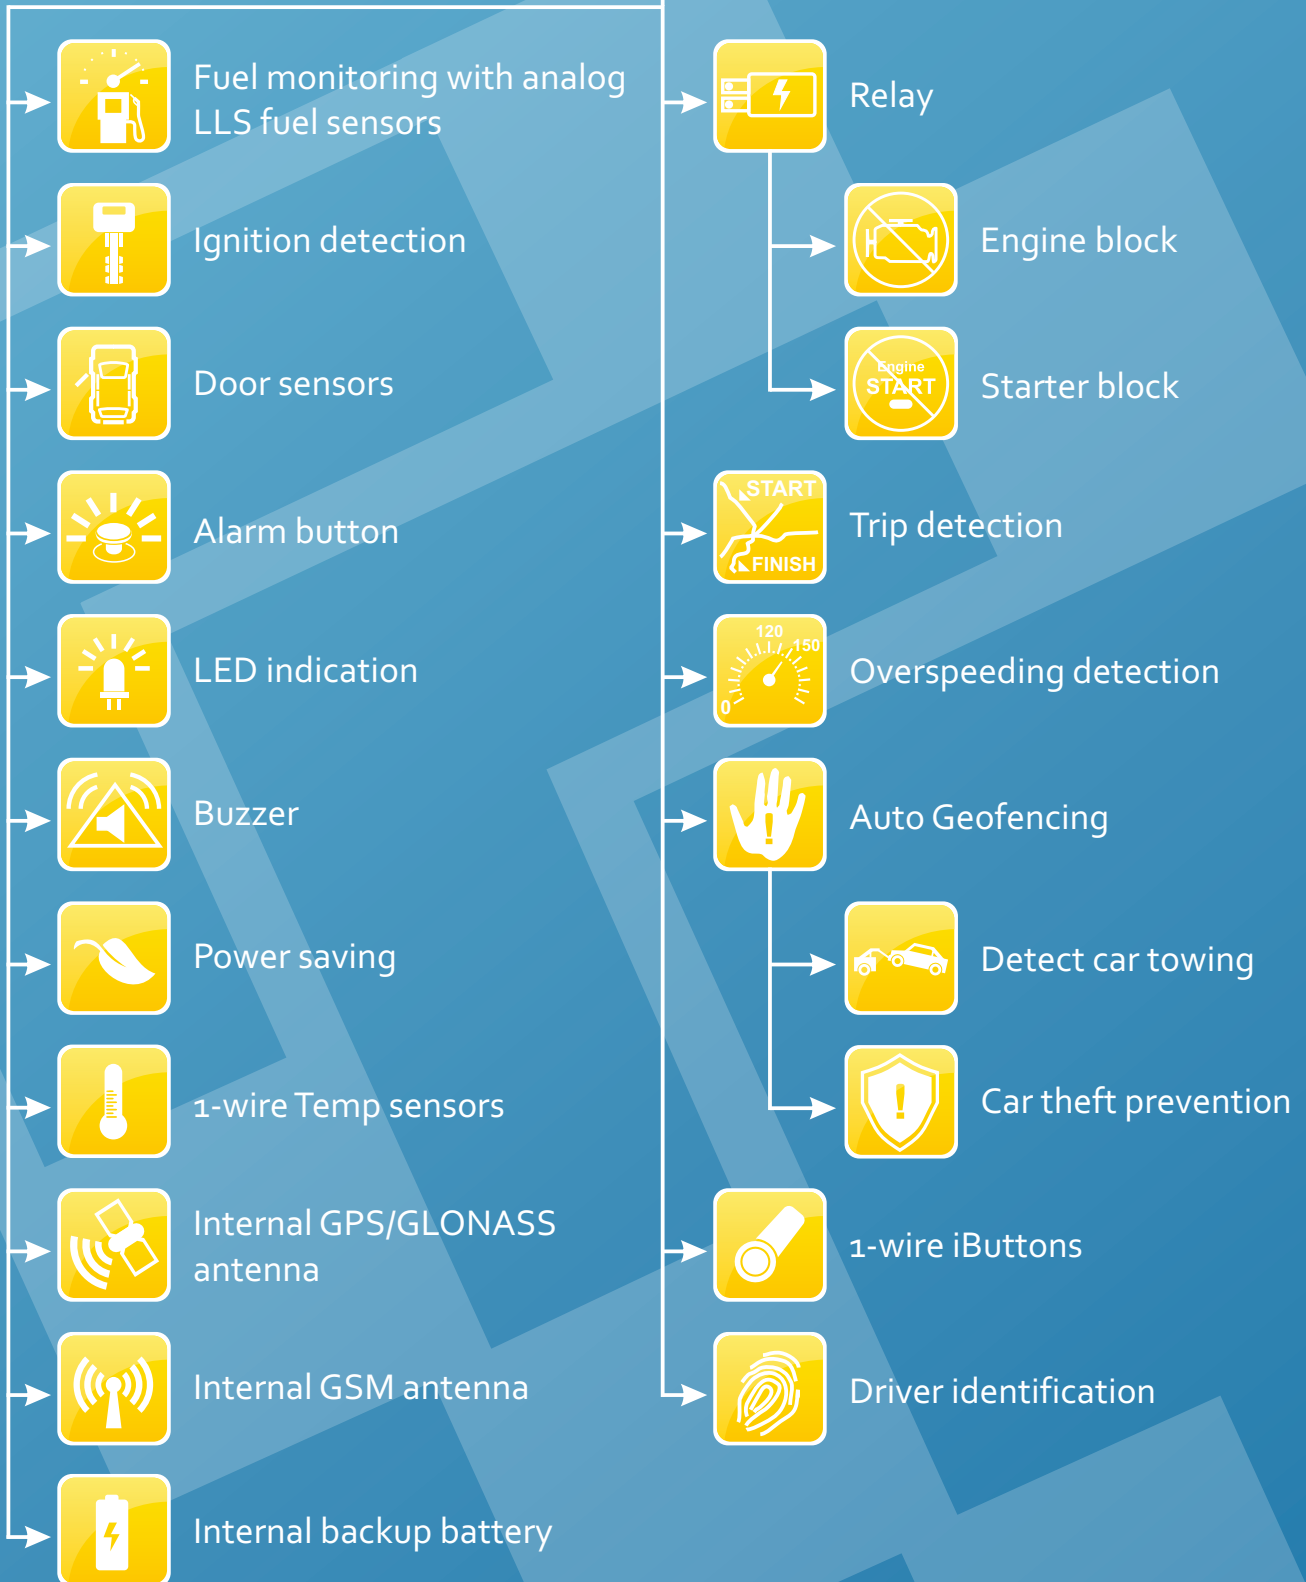 Fuel monitoring with analog
LLS fuel sensors
Ignition detection
Door sensors
Alarm button
LED indication
Buzzer
Power saving
1-wire Temp sensors
Internal GPS/GLONASS
antenna
Internal GSM antenna
Internal backup battery
Relay
Engine block
Engine
START
Starter block
START
FINISH
Trip detection
120
150
0
Overspeeding detection
!
Auto Geofencing
Detect car towing
!
Car theft prevention
1-wire iButtons
Driver identification